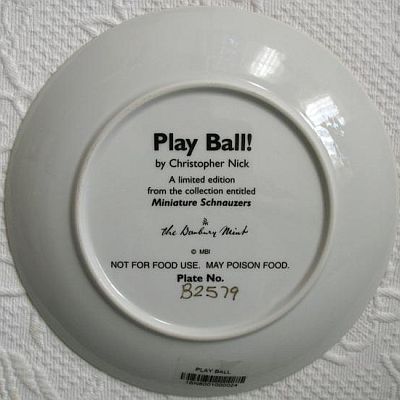 Play Ball!
by Christopher Nick
A limited edition
from the collection entitled
Miniature Schnauzers
the Danbury Mint
© MBI
NOT FOR FOOD USE. MAY POISON FOOD.
Plate No.
B2579
PLAY BALL